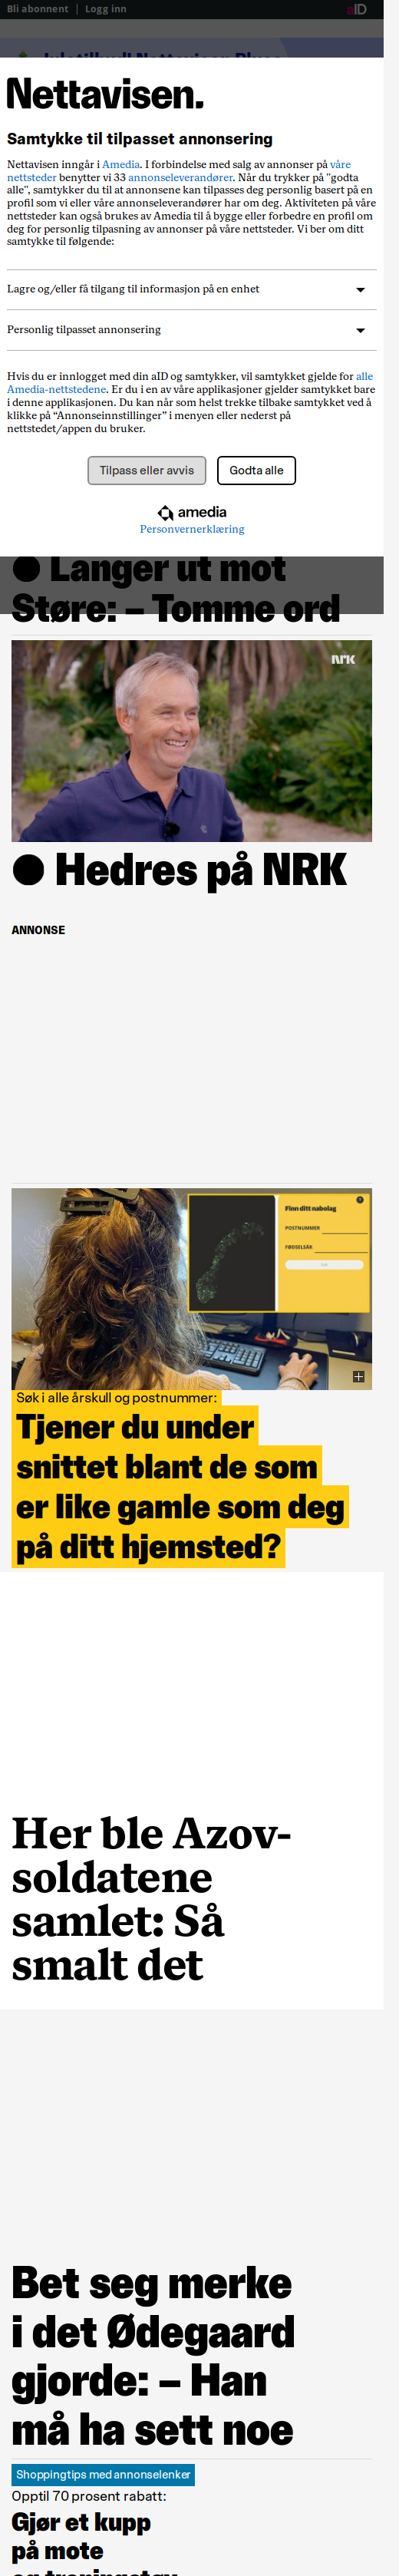 Bli abonnent | Logg inn
aID
Nettavisen.
Samtykke til tilpasset annonsering
Nettavisen inngår i Amedia. I forbindelse med salg av annonser på våre
nettsteder benytter vi 33 annonseleverandører. Når du trykker på "godta
alle", samtykker du til at annonsene kan tilpasses deg personlig basert på en
profil som vi eller våre annonseleverandører har om deg. Aktiviteten på våre
nettsteder kan også brukes av Amedia til å bygge eller forbedre en profil om
deg for personlig tilpasning av annonser på våre nettsteder. Vi ber om ditt
samtykke til følgende:
Lagre og/eller få tilgang til informasjon på en enhet
Personlig tilpasset annonsering
Hvis du er innlogget med din aID og samtykker, vil samtykket gjelde for alle
Amedia-nettstedene. Er du i en av våre applikasjoner gjelder samtykket bare
i denne applikasjonen. Du kan når som helst trekke tilbake samtykket ved å
klikke på “Annonseinnstillinger” i menyen eller nederst på
nettstedet/appen du bruker.
Tilpass eller avvis
Godta alle
amedia
Personvernerklæring
● Langer ut mot
Støre: – Tomme ord
NRK
● Hedres på NRK
ANNONSE
Finn ditt nabolag
POSTNUMMER
FØDSELSÅR
Søk i alle årskull og postnummer:
Tjener du under
snittet blant de som
er like gamle som deg
på ditt hjemsted?
Her ble Azov-
soldatene
samlet: Så
smalt det
Bet seg merke
i det Ødegaard
gjorde: – Han
må ha sett noe
Shoppingtips med annonselenker
Opptil 70 prosent rabatt:
Gjør et kupp
på mote